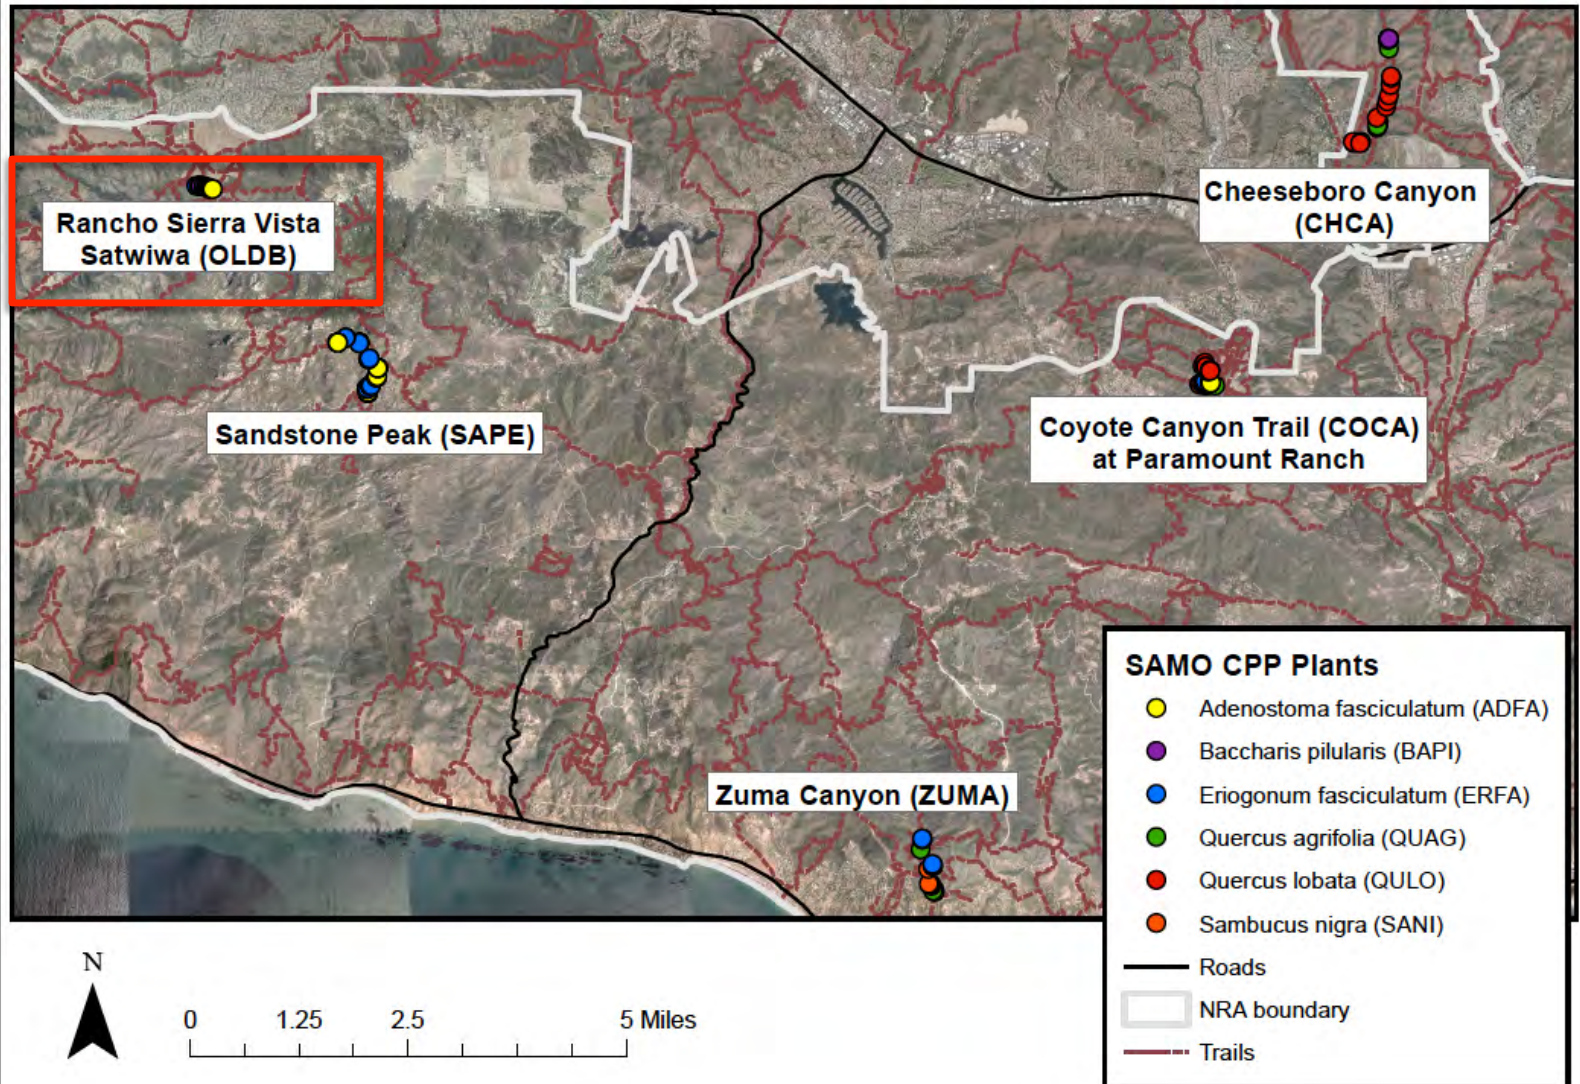 Rancho Sierra Vista
Satwiwa (OLDB)
Cheeseboro Canyon
(CHCA)
Sandstone Peak (SAPE)
Coyote Canyon Trail (COCA)
at Paramount Ranch
Zuma Canyon (ZUMA)
SAMO CPP Plants
Adenostoma fasciculatum (ADFA)
Baccharis pilularis (BAPI)
Eriogonum fasciculatum (ERFA)
Quercus agrifolia (QUAG)
Quercus lobata (QULO)
Sambucus nigra (SANI)
Roads
NRA boundary
Trails
N
0 1.25 2.5 5 Miles